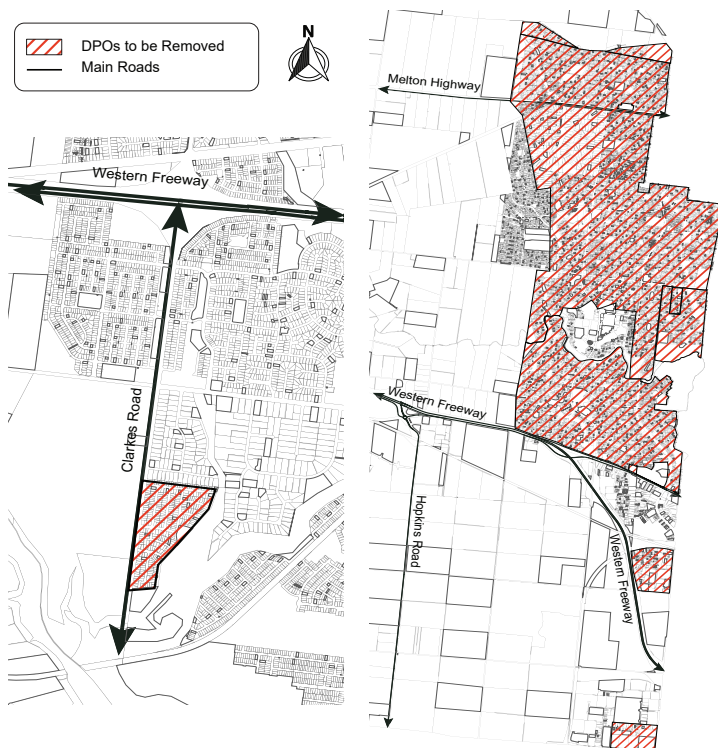 DPOs to be Removed
Main Roads
N
Melton Highway
Western Freeway
Clarkes Road
Western Freeway
Hopkins Road
Western Freeway